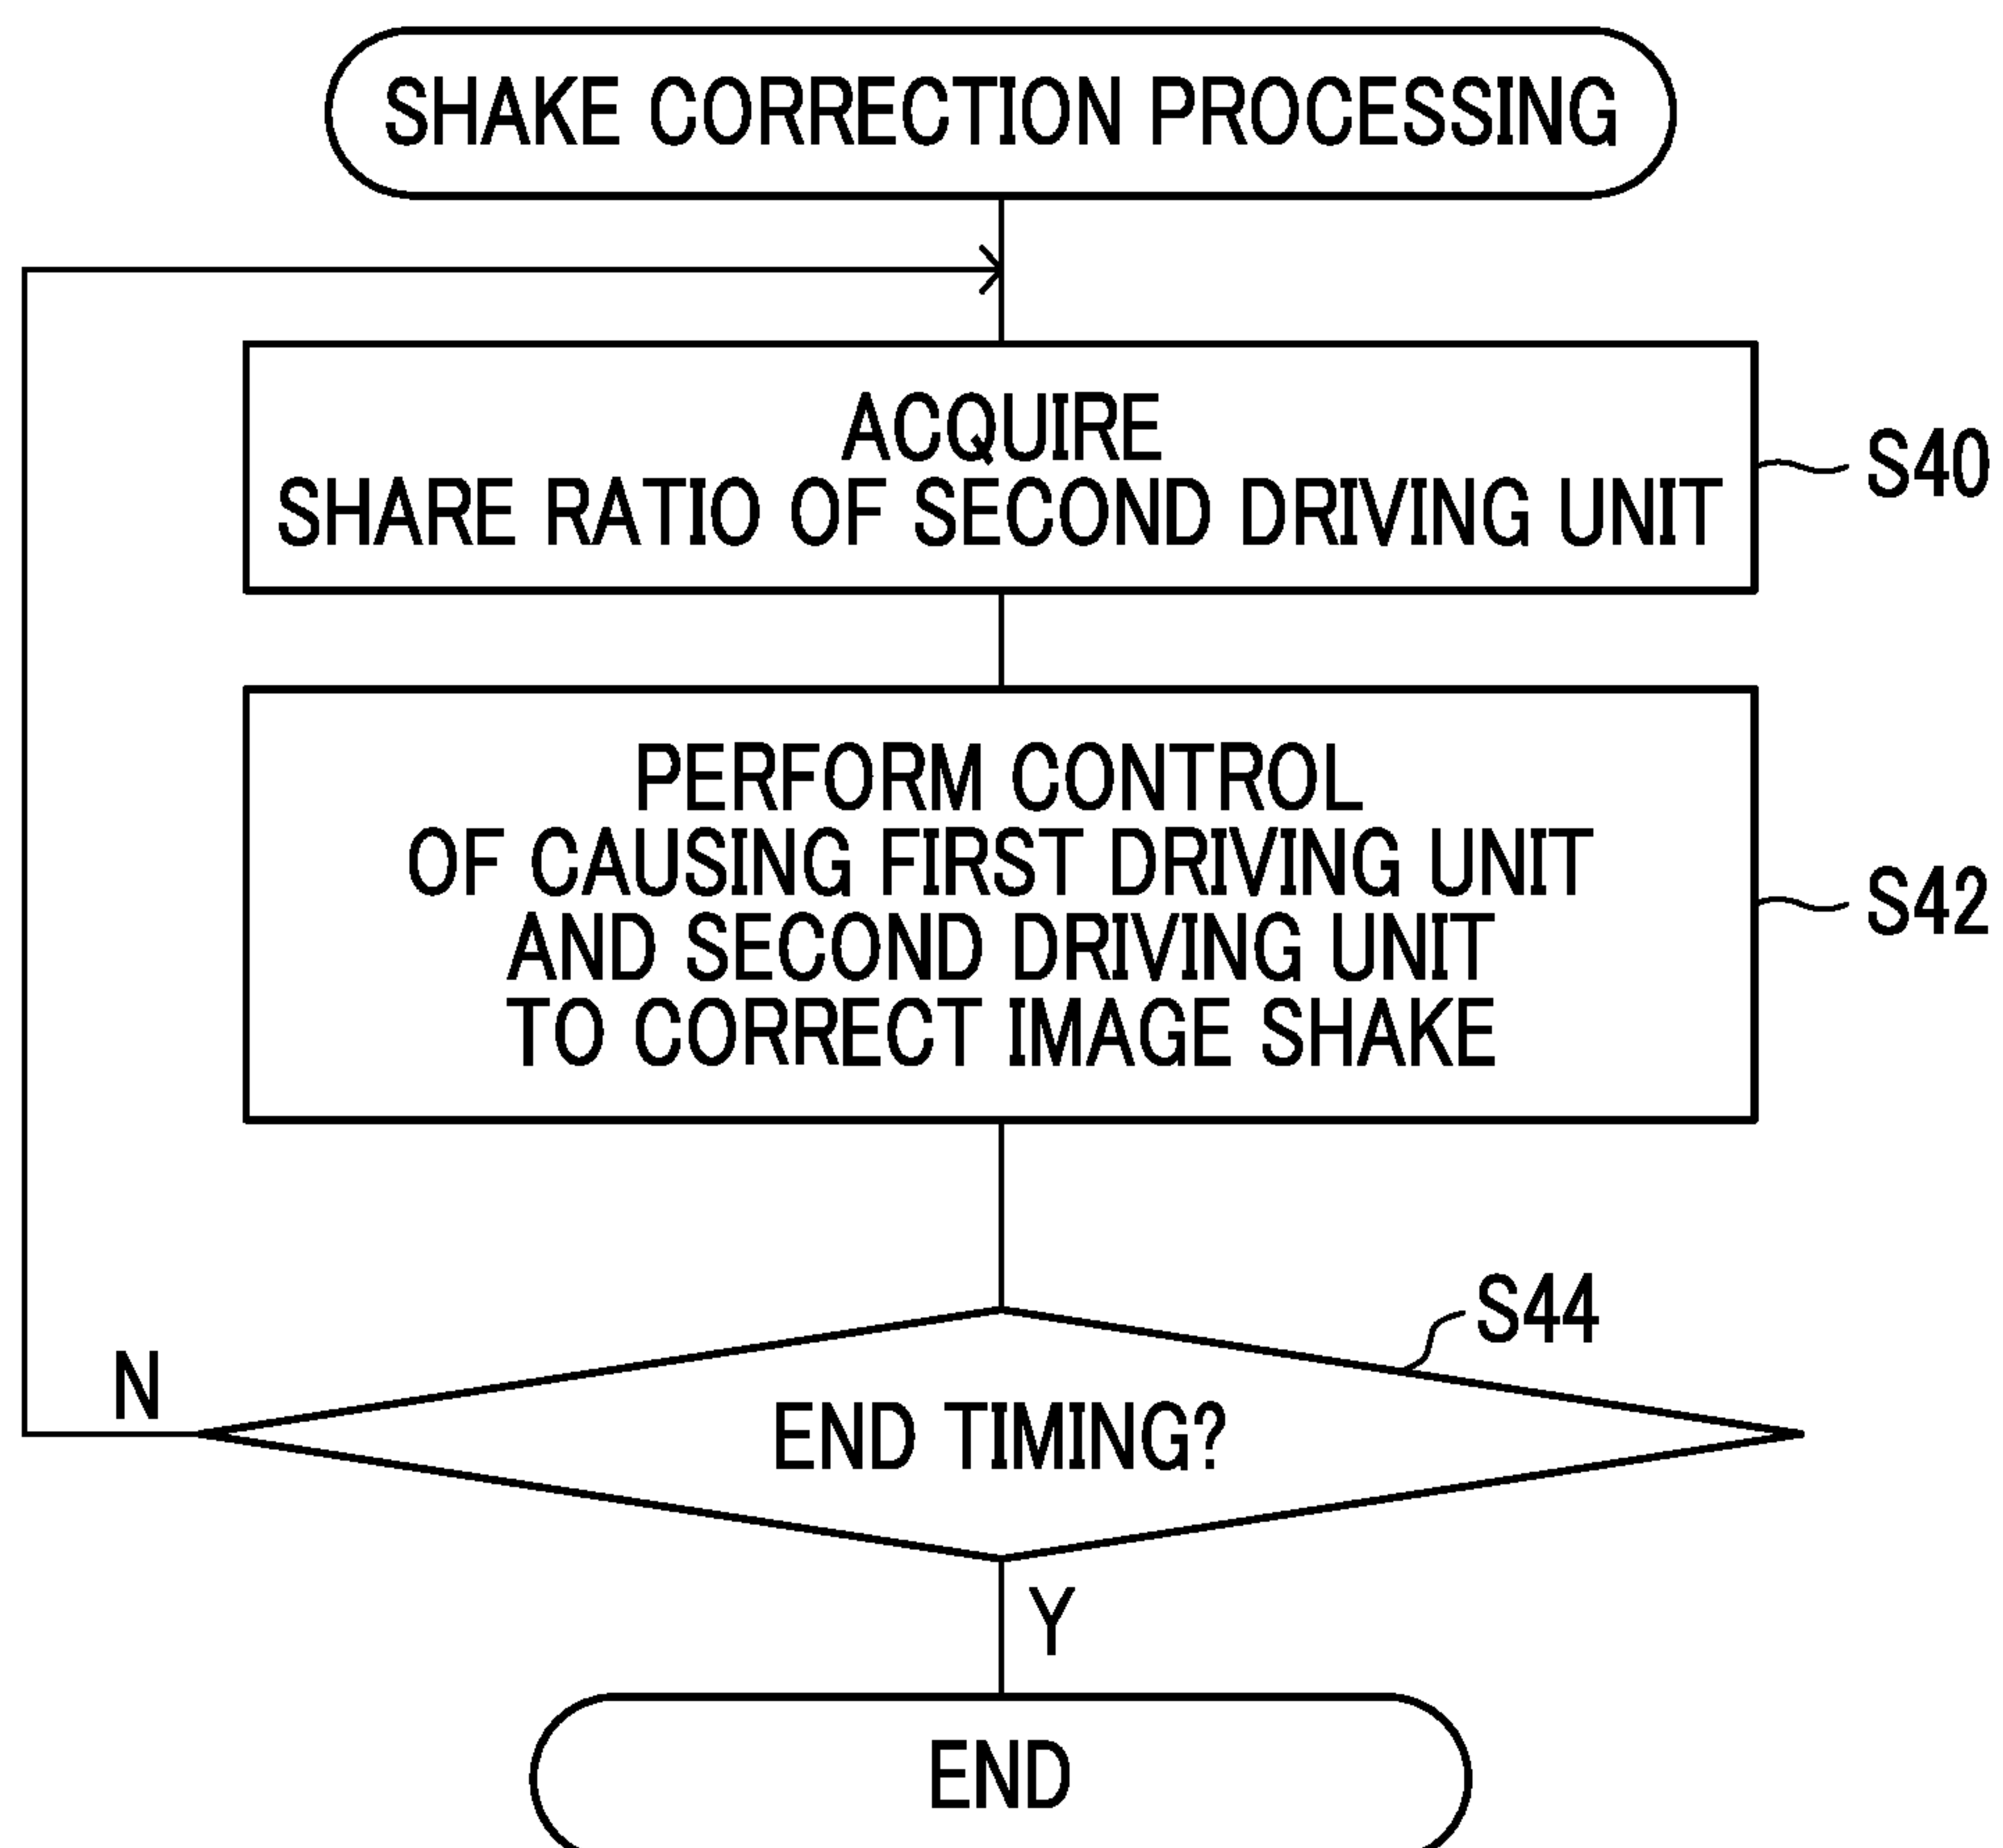 SHAKE CORRECTION PROCESSING
ACQUIRE
SHARE RATIO OF SECOND DRIVING UNIT
S40
PERFORM CONTROL
OF CAUSING FIRST DRIVING UNIT
AND SECOND DRIVING UNIT
TO CORRECT IMAGE SHAKE
S42
S44
N
END TIMING?
Y
END